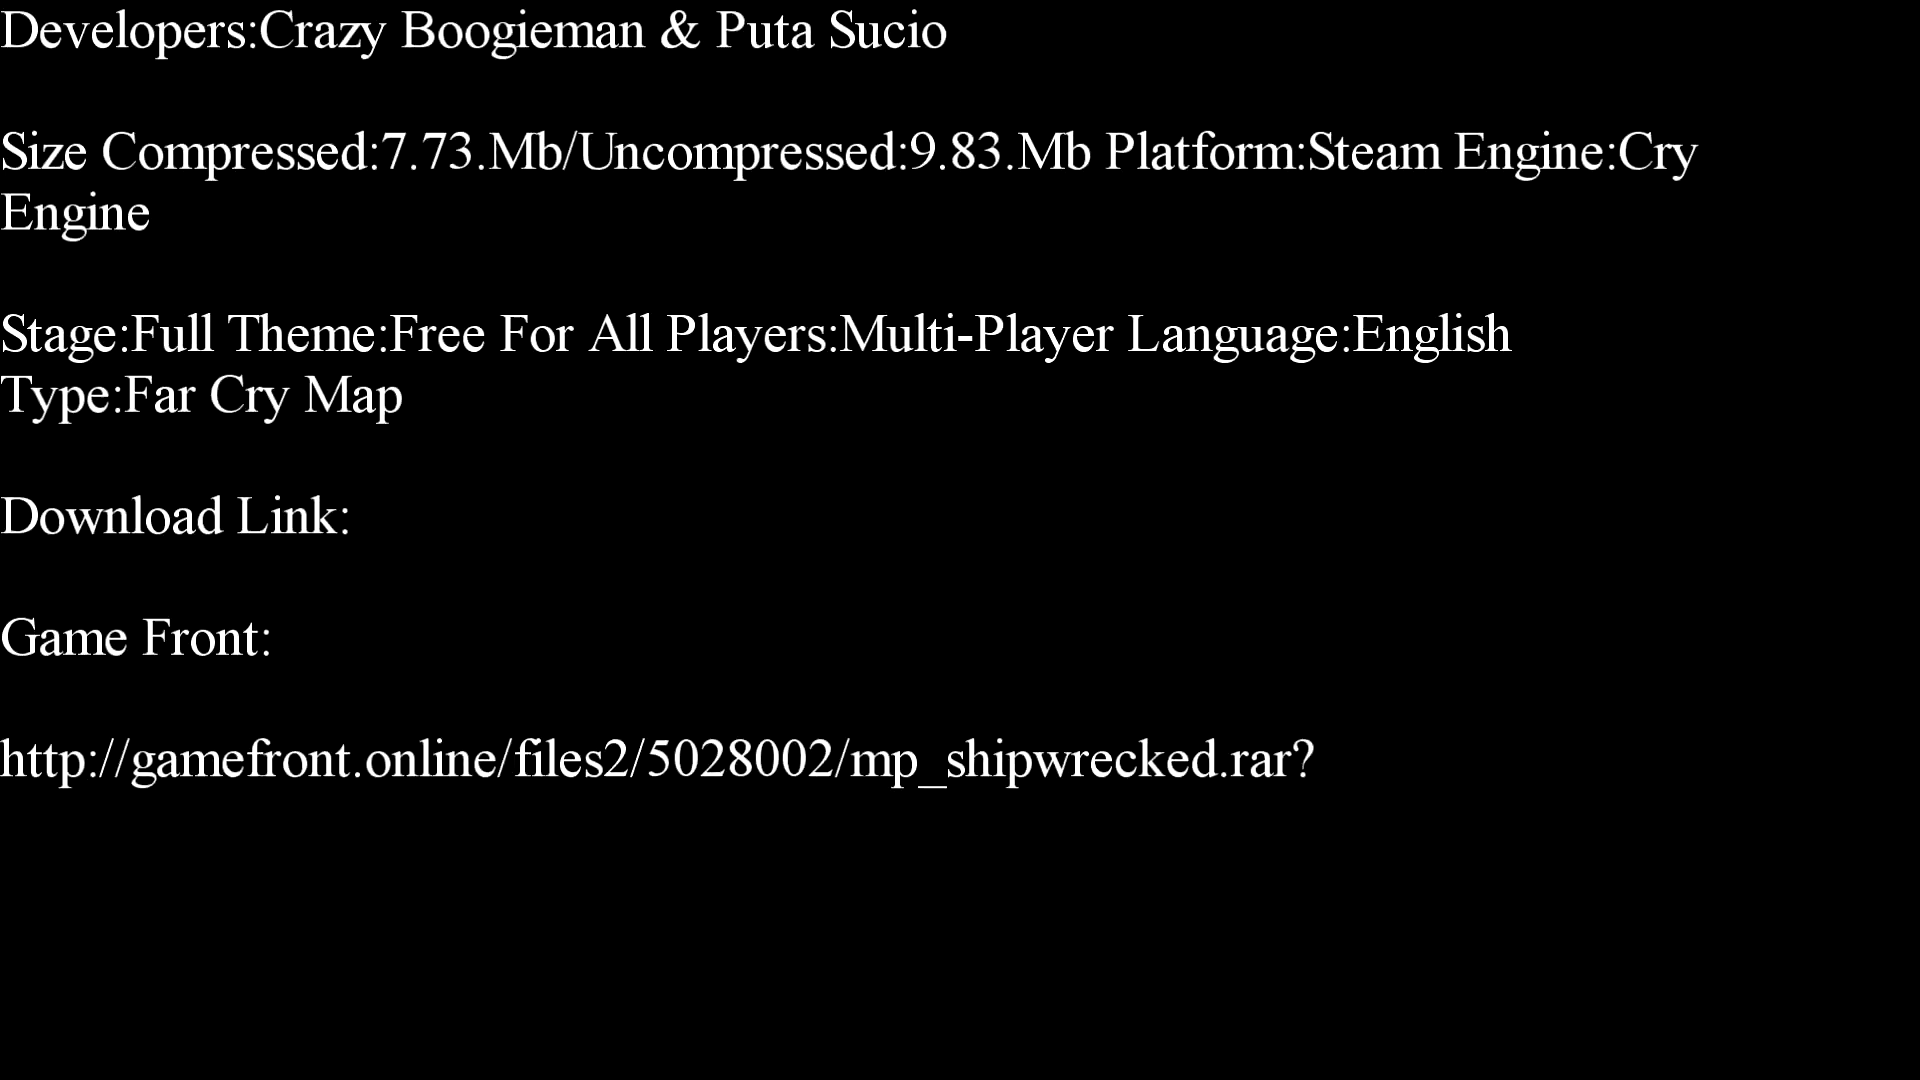 Developers:Crazy Boogieman & Puta Sucio
Size Compressed:7.73.Mb/Uncompressed:9.83.Mb Platform:Steam Engine:Cry
Engine
Stage:Full Theme:Free For All Players:Multi-Player Language:English
Type:Far Cry Map
Download Link:
Game Front:
http://gamefront.online/files2/5028002/mp_shipwrecked.rar?